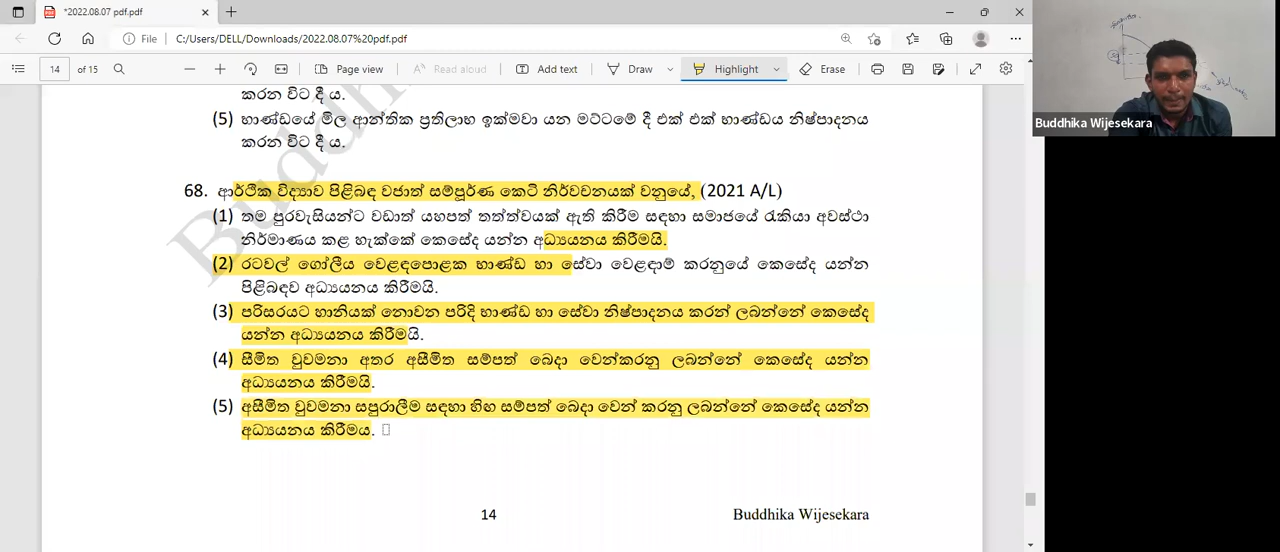 *2022.08.07 pdf.pdf
File C:/Users/DELL/Downloads/2022.08.07%20pdf.pdf
14 of 15 Page view Read aloud Add text Draw Highlight Erase
Buddhika Wijesekara
කරන විට දී ය.
(5) භාණ්ඩයේ මිල ආන්තික ප්‍රතිලාභ ඉක්මවා යන මට්ටමේ දී එක් එක් භාණ්ඩය නිෂ්පාදනය
කරන විට දී ය.
68. ආර්ථික විද්‍යාව පිළිබඳ වඩාත් සම්පූර්ණ කෙටි නිර්වචනයක් වනුයේ, (2021 A/L)
(1) තම පුරවැසියන්ට වඩාත් යහපත් තත්ත්වයක් ඇති කිරීම සඳහා සමාජයේ රැකියා අවස්ථා
නිර්මාණය කළ හැක්කේ කෙසේද යන්න අධ්‍යයනය කිරීමයි.
(2) රටවල් ගෝලීය වෙළඳපොළක භාණ්ඩ හා සේවා වෙළඳාම් කරනුයේ කෙසේද යන්න
පිළිබඳව අධ්‍යයනය කිරීමයි.
(3) පරිසරයට හානියක් නොවන පරිදි භාණ්ඩ හා සේවා නිෂ්පාදනය කරන් ලබන්නේ කෙසේද
යන්න අධ්‍යයනය කිරීමයි.
(4) සීමිත වුවමනා අතර අසීමිත සම්පත් බෙදා වෙන්කරනු ලබන්නේ කෙසේද යන්න
අධ්‍යයනය කිරීමයි.
(5) අසීමිත වුවමනා සපුරාලීම සඳහා හිඟ සම්පත් බෙදා වෙන් කරනු ලබන්නේ කෙසේද යන්න
අධ්‍යයනය කිරීමය.
14 Buddhika Wijesekara